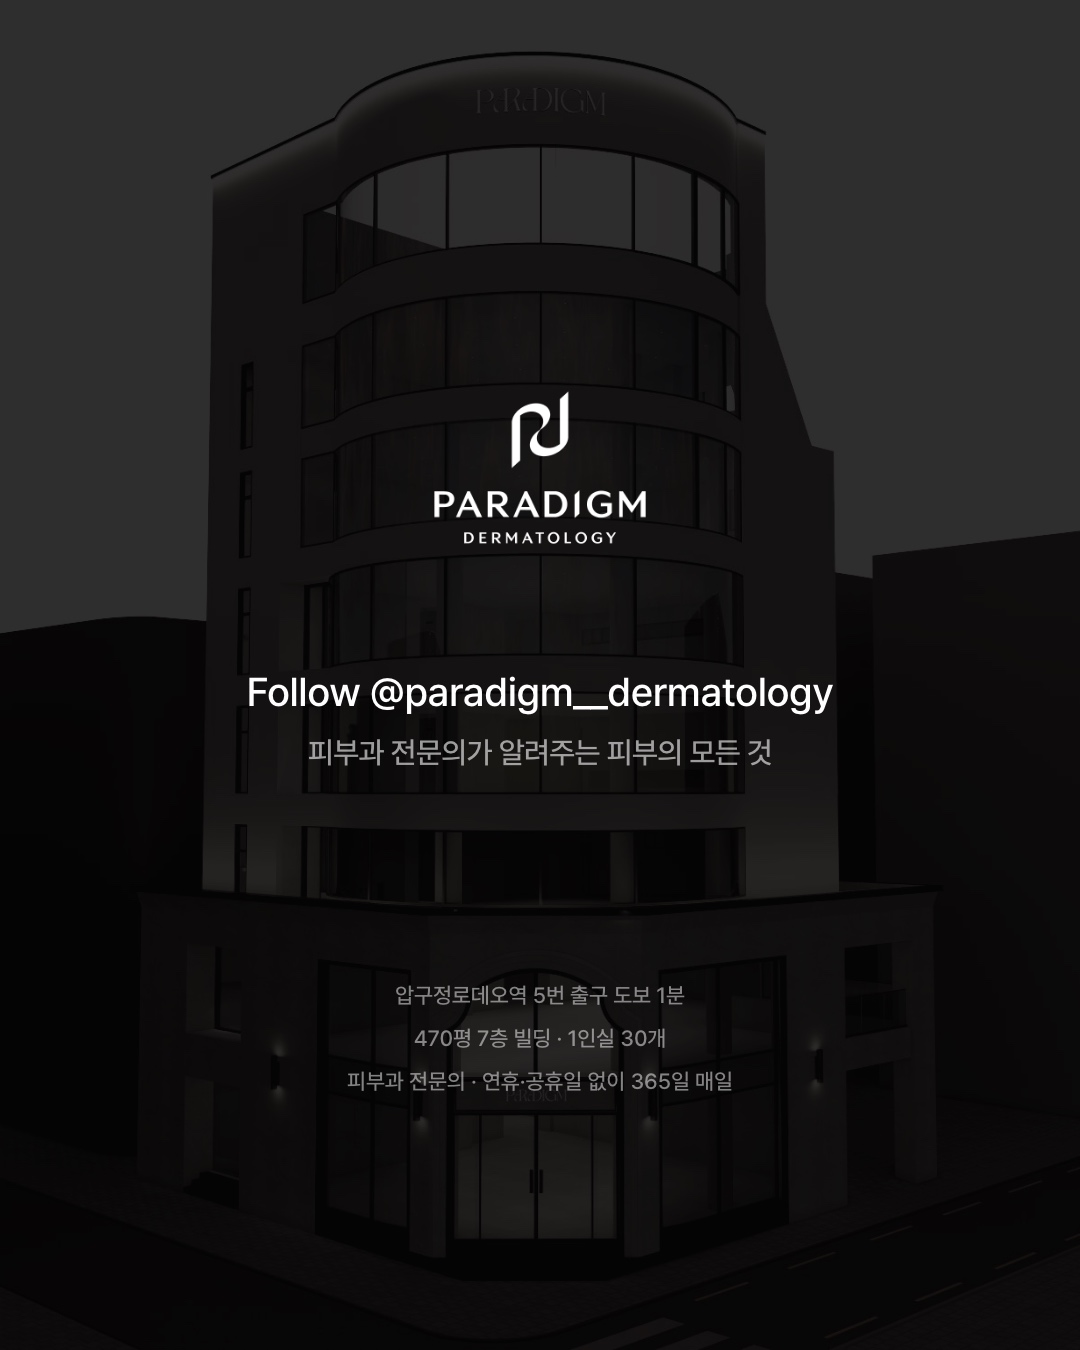 PARADIGM
PARADIGM
DERMATOLOGY
Follow @paradigm__dermatology
피부과 전문의가 알려주는 피부의 모든 것
압구정로데오역 5번 출구 도보 1분
470평 7층 빌딩 · 1인실 30개
피부과 전문의 · 연휴·공휴일 없이 365일 매일
PARADIGM